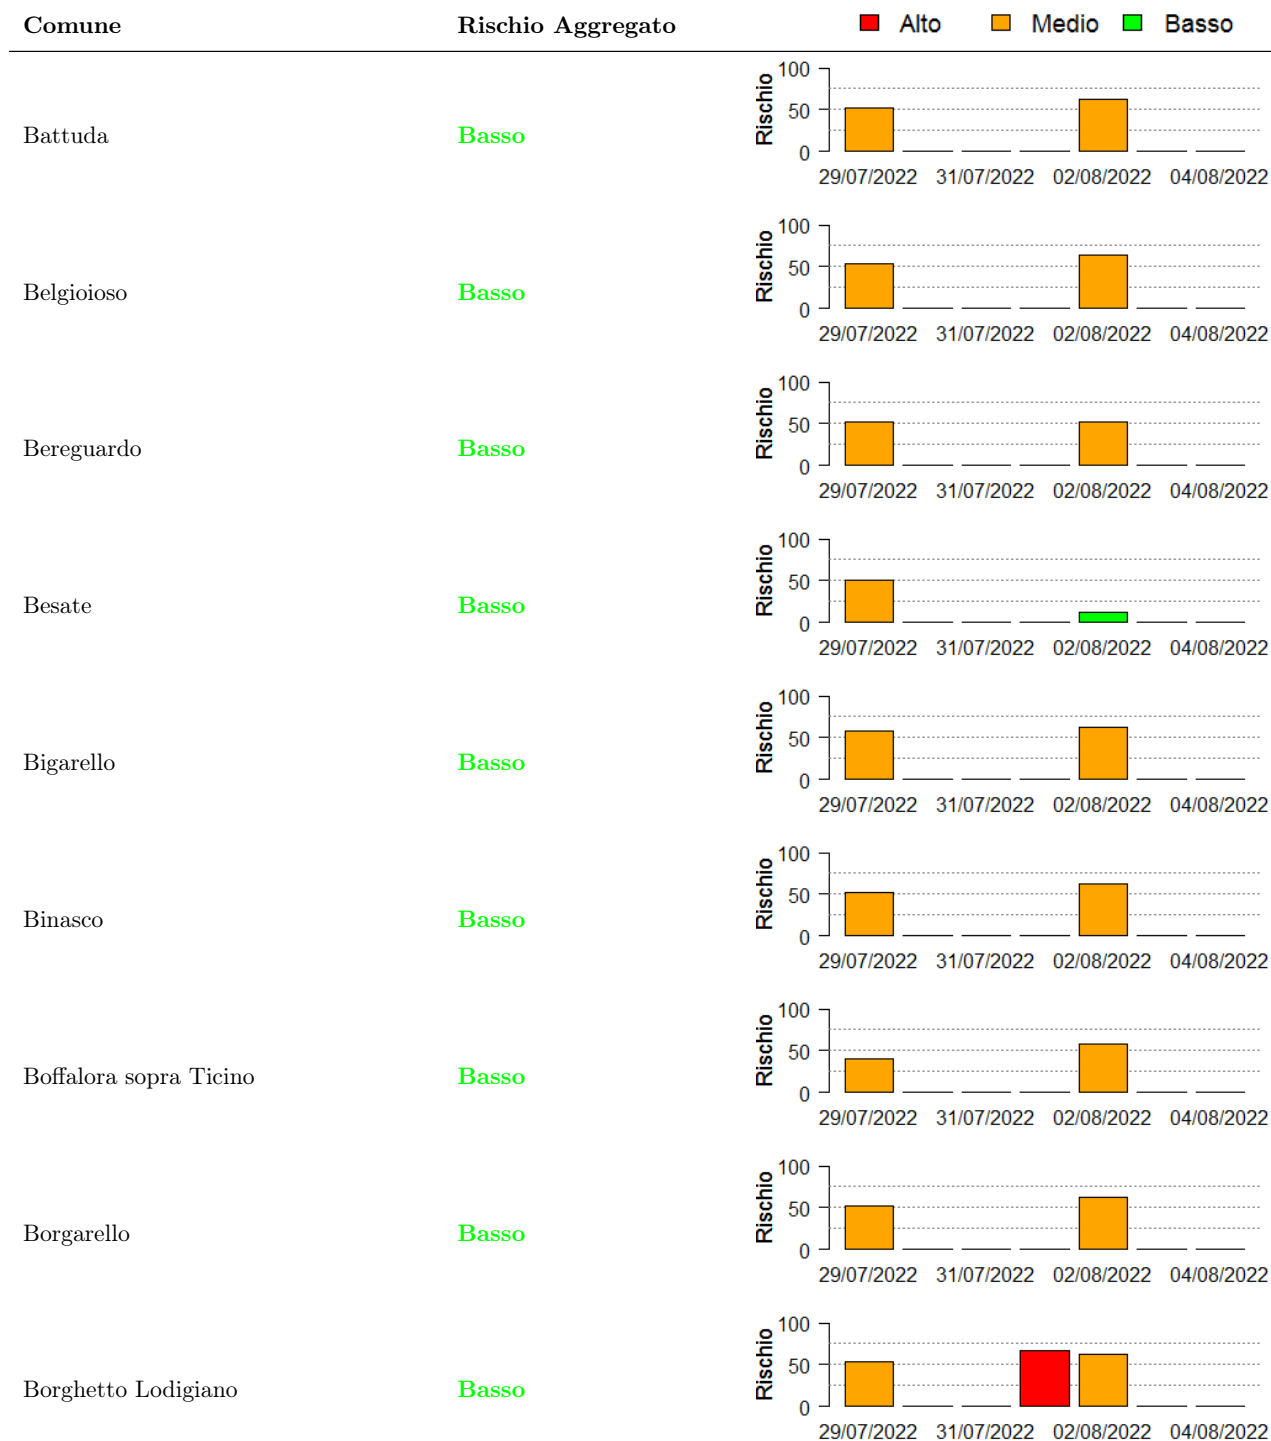 Comune Rischio Aggregato Alto Medio Basso
100
50
0
Rischio
Battuda Basso
29/07/2022 31/07/2022 02/08/2022 04/08/2022
100
50
0
Rischio
Belgioioso Basso
29/07/2022 31/07/2022 02/08/2022 04/08/2022
100
50
0
Rischio
Bereguardo Basso
29/07/2022 31/07/2022 02/08/2022 04/08/2022
100
50
0
Rischio
Besate Basso
29/07/2022 31/07/2022 02/08/2022 04/08/2022
100
50
0
Rischio
Bigarello Basso
29/07/2022 31/07/2022 02/08/2022 04/08/2022
100
50
0
Rischio
Binasco Basso
29/07/2022 31/07/2022 02/08/2022 04/08/2022
100
50
0
Rischio
Boffalora sopra Ticino Basso
29/07/2022 31/07/2022 02/08/2022 04/08/2022
100
50
0
Rischio
Borgarello Basso
29/07/2022 31/07/2022 02/08/2022 04/08/2022
100
50
0
Rischio
Borghetto Lodigiano Basso
29/07/2022 31/07/2022 02/08/2022 04/08/2022